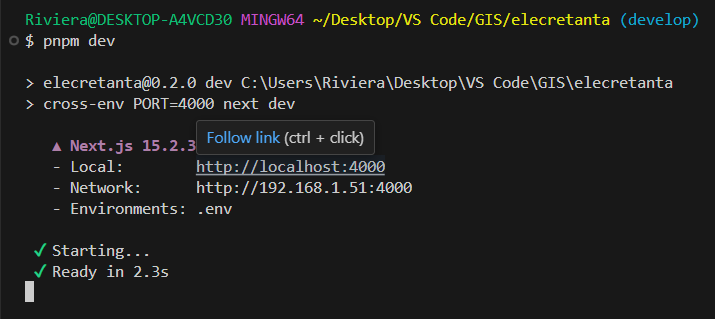 Riviera@DESKTOP-A4VCD30 MINGW64 ~/Desktop/VS Code/GIS/elecretanta (develop)
$ pnpm dev
> elecretanta@0.2.0 dev C:\Users\Riviera\Desktop\VS Code\GIS\elecretanta
> cross-env PORT=4000 next dev
Follow link (ctrl + click)
▲ Next.js 15.2.3
- Local: http://localhost:4000
- Network: http://192.168.1.51:4000
- Environments: .env
✓ Starting...
✓ Ready in 2.3s